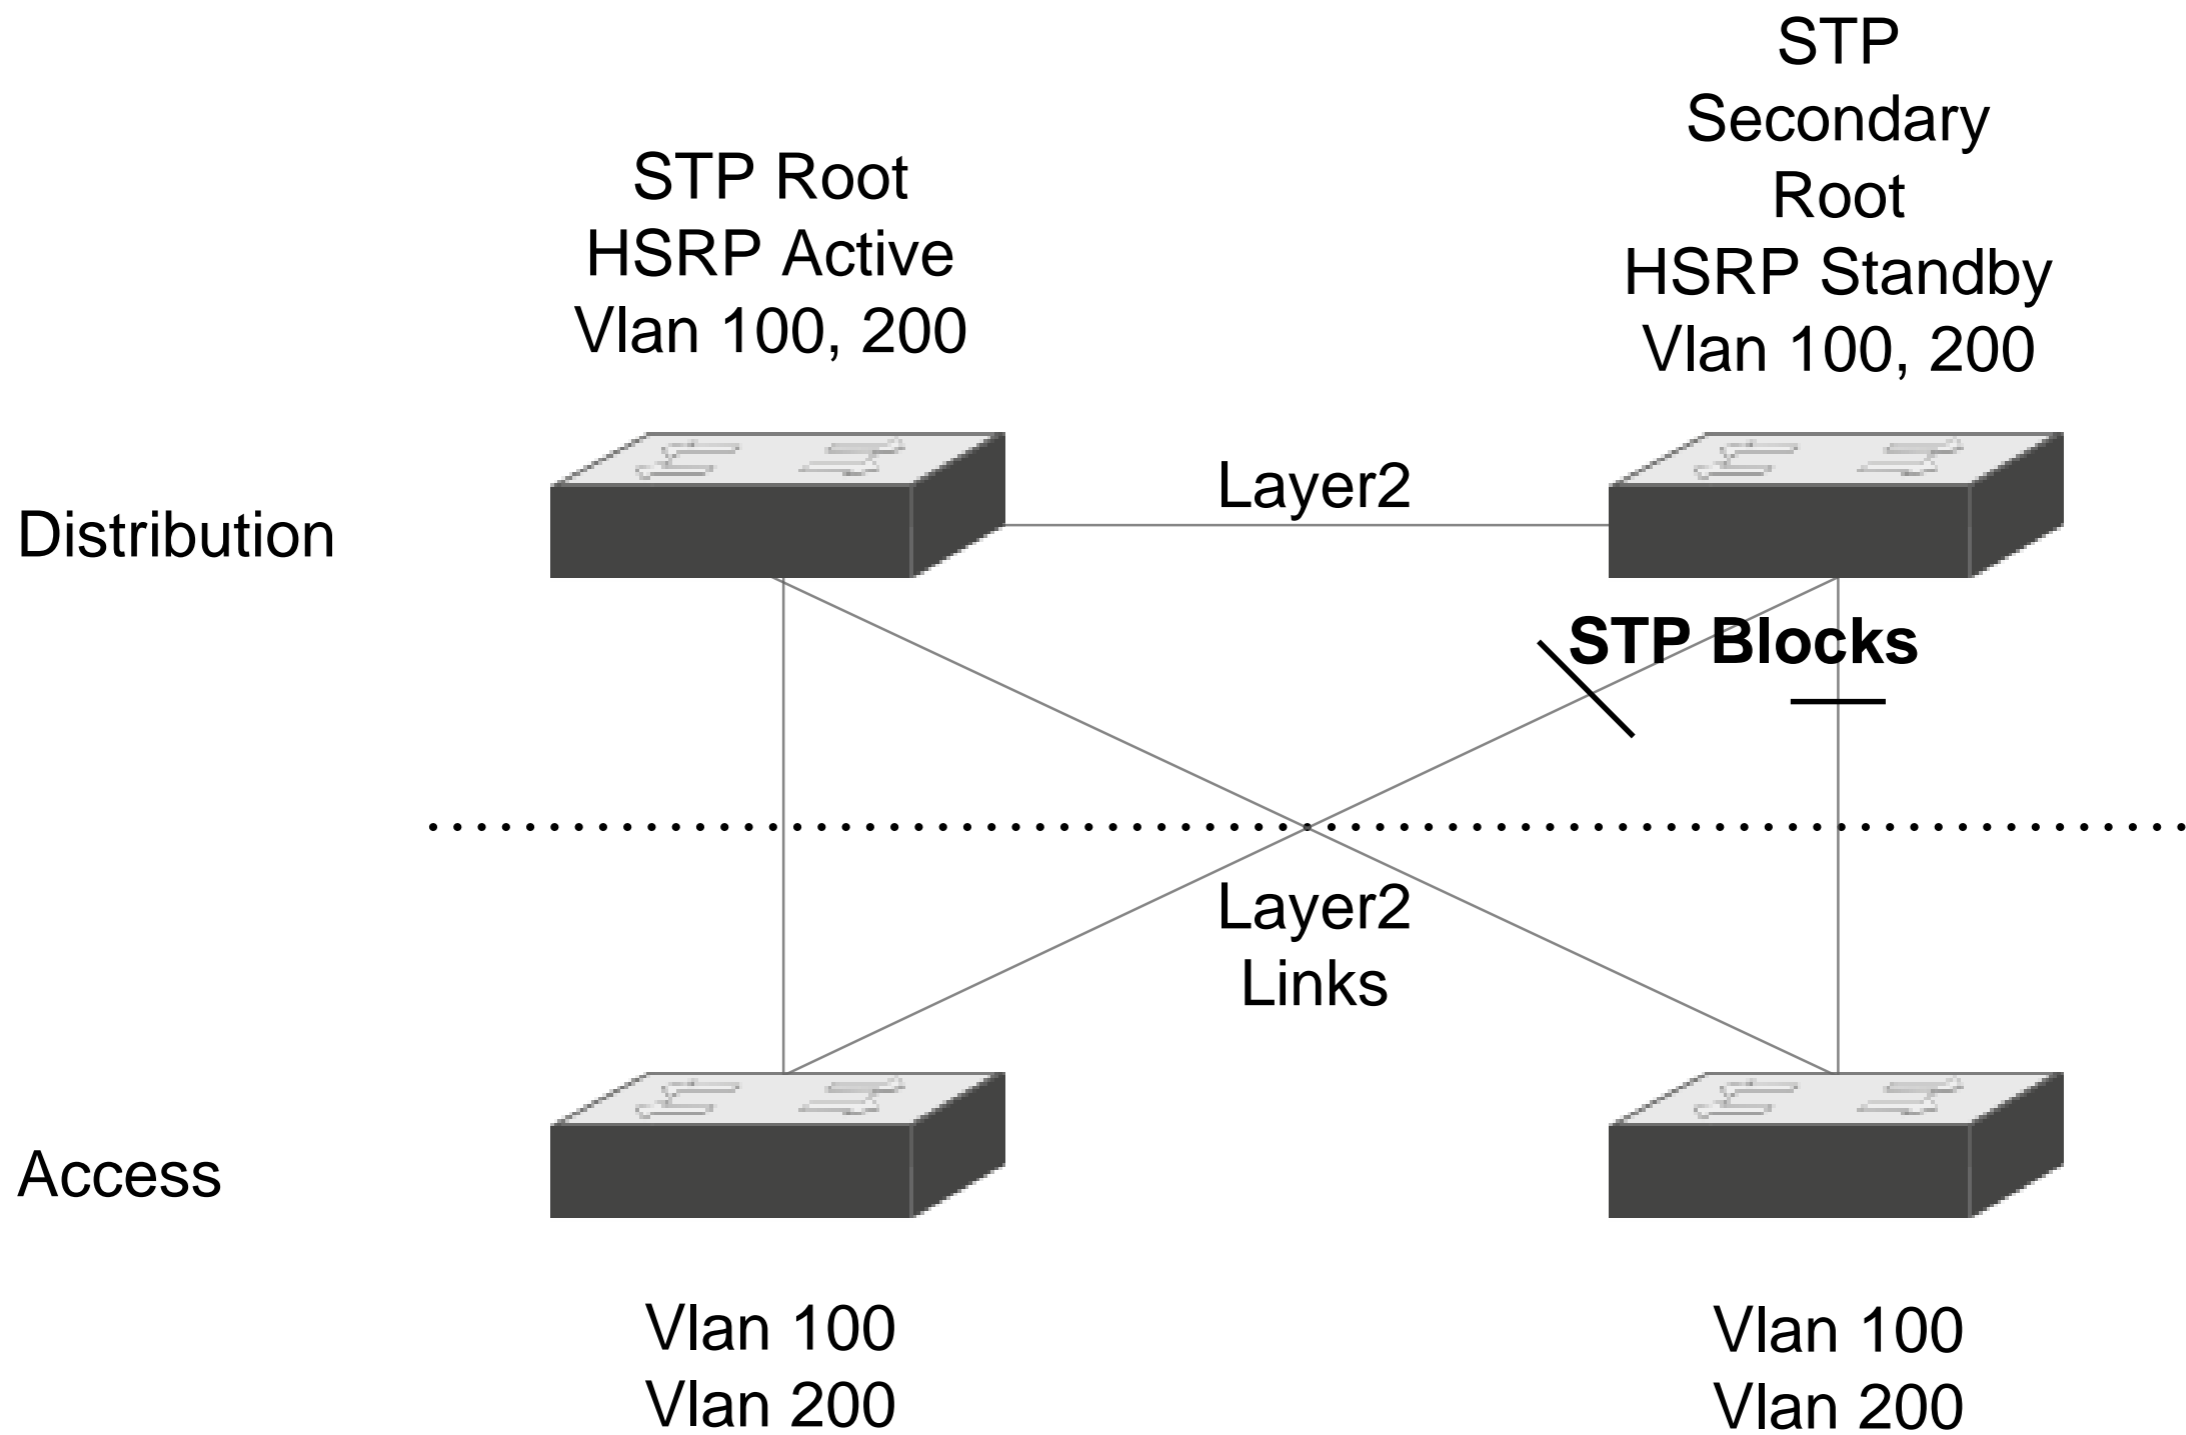 STP
Secondary
Root
HSRP Standby
Vlan 100, 200
STP Root
HSRP Active
Vlan 100, 200
Layer2
Distribution
STP Blocks
Layer2
Links
Access
Vlan 100
Vlan 200
Vlan 100
Vlan 200